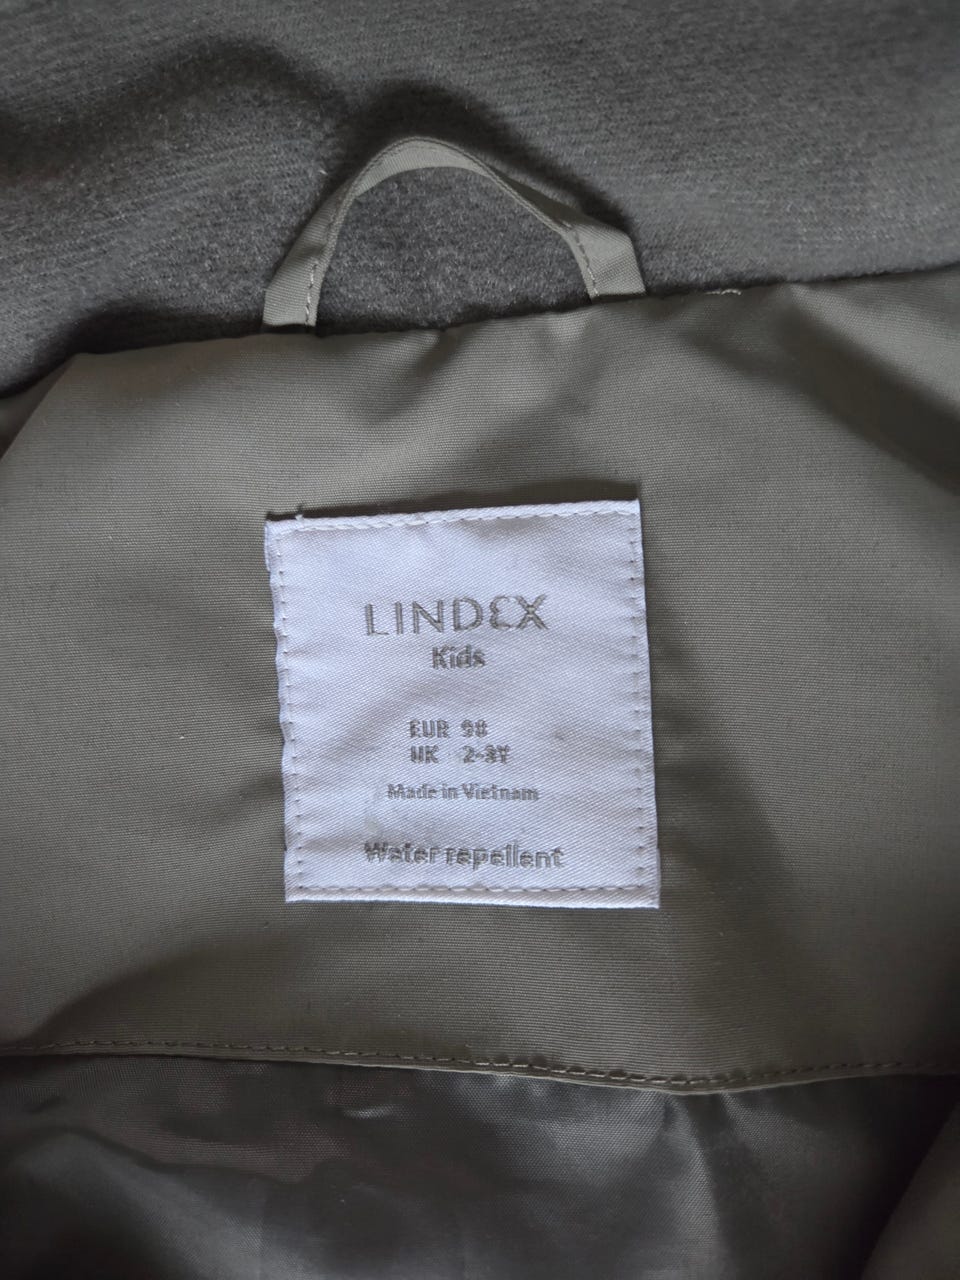 LINDEX
Kids
EUR 98
UK 2-3Y
Made in Vietnam
Water repellent